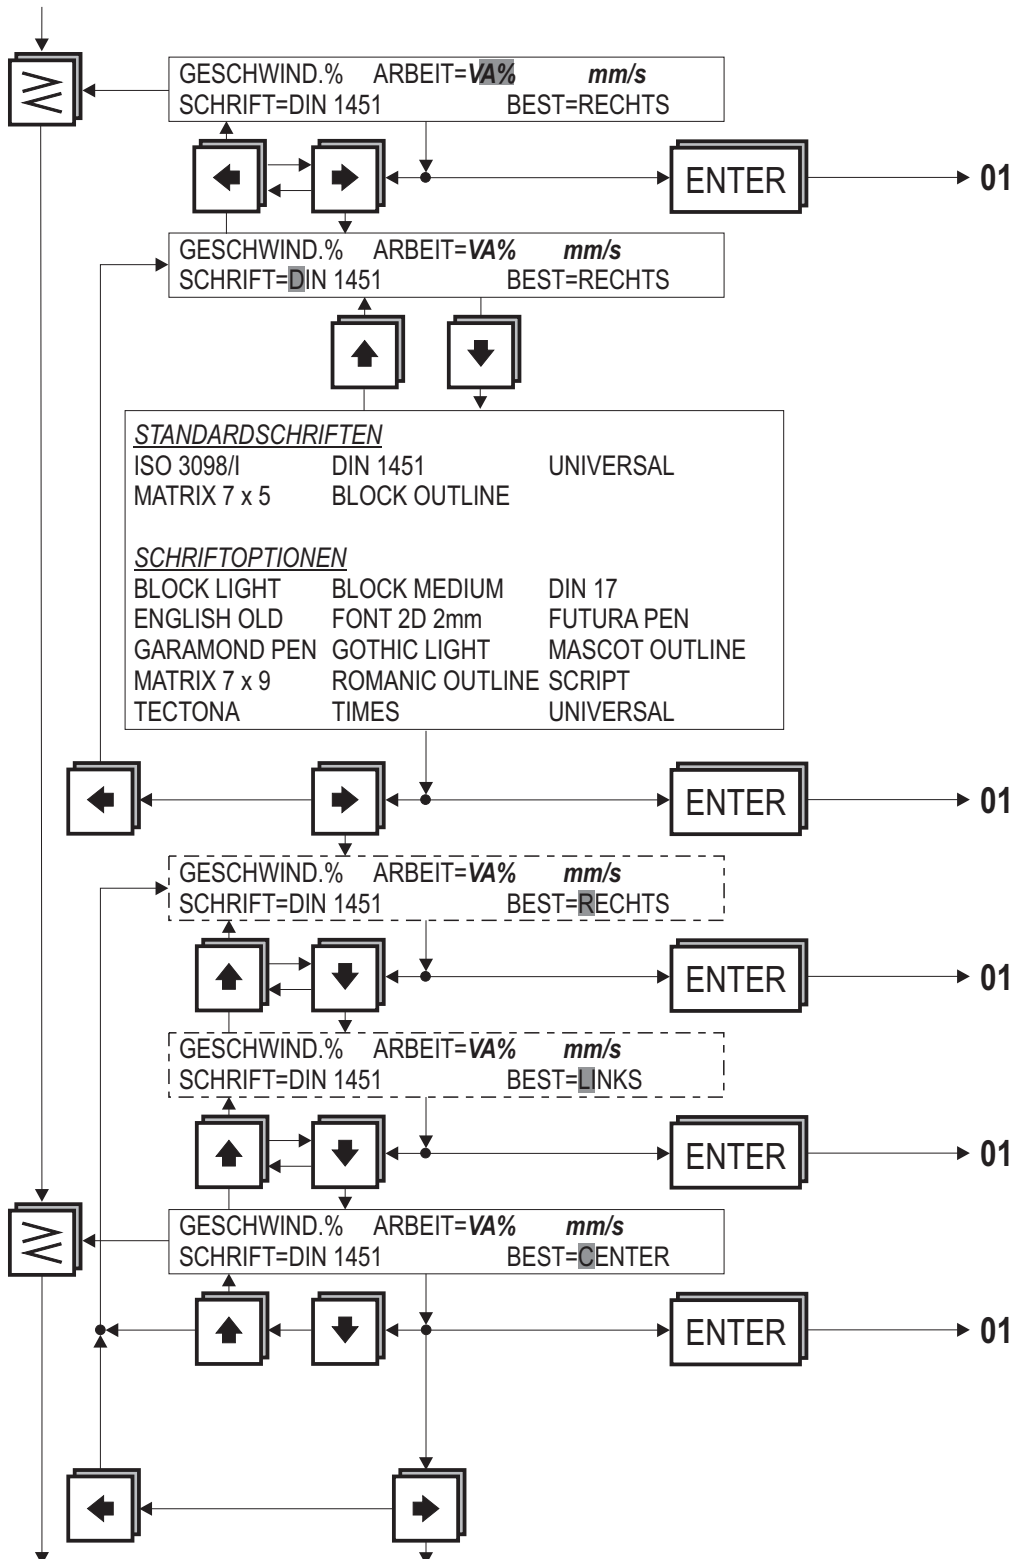 GESCHWIND.% ARBEIT=VA% mm/s
SCHRIFT=DIN 1451 BEST=RECHTS
ENTER 01
GESCHWIND.% ARBEIT=VA% mm/s
SCHRIFT=DIN 1451 BEST=RECHTS
STANDARDSCHRIFTEN
ISO 3098/I DIN 1451 UNIVERSAL
MATRIX 7 x 5 BLOCK OUTLINE
SCHRIFTOPTIONEN
BLOCK LIGHT BLOCK MEDIUM DIN 17
ENGLISH OLD FONT 2D 2mm FUTURA PEN
GARAMOND PEN GOTHIC LIGHT MASCOT OUTLINE
MATRIX 7 x 9 ROMANIC OUTLINE SCRIPT
TECTONA TIMES UNIVERSAL
ENTER 01
GESCHWIND.% ARBEIT=VA% mm/s
SCHRIFT=DIN 1451 BEST=RECHTS
ENTER 01
GESCHWIND.% ARBEIT=VA% mm/s
SCHRIFT=DIN 1451 BEST=LINKS
ENTER 01
GESCHWIND.% ARBEIT=VA% mm/s
SCHRIFT=DIN 1451 BEST=CENTER
ENTER 01